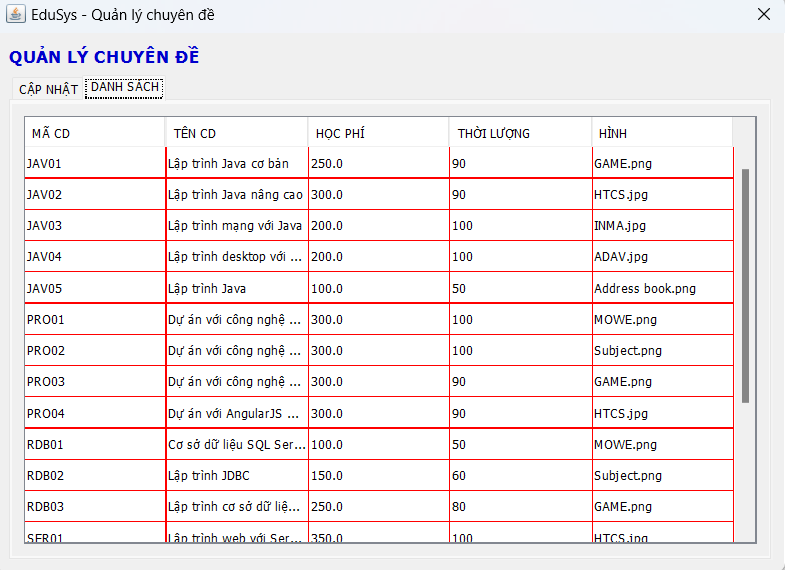 EduSys - Quản lý chuyên đề
QUẢN LÝ CHUYÊN ĐỀ
CẬP NHẬT DANH SÁCH
MÃ CD TÊN CD HỌC PHÍ THỜI LƯỢNG HÌNH
JAV01 Lập trình Java cơ bản 250.0 90 GAME.png
JAV02 Lập trình Java nâng cao 300.0 90 HTCS.jpg
JAV03 Lập trình mạng với Java 200.0 100 INMA.jpg
JAV04 Lập trình desktop với ... 200.0 100 ADAV.jpg
JAV05 Lập trình Java 100.0 50 Address book.png
PRO01 Dự án với công nghệ ... 300.0 100 MOWE.png
PRO02 Dự án với công nghệ ... 300.0 100 Subject.png
PRO03 Dự án với công nghệ ... 300.0 90 GAME.png
PRO04 Dự án với AngularJS ... 300.0 90 HTCS.jpg
RDB01 Cơ sở dữ liệu SQL Ser... 100.0 50 MOWE.png
RDB02 Lập trình JDBC 150.0 60 Subject.png
RDB03 Lập trình cơ sở dữ liệ... 250.0 80 GAME.png
SER01 Lập trình web với Ser... 350.0 100 HTCS.jpg